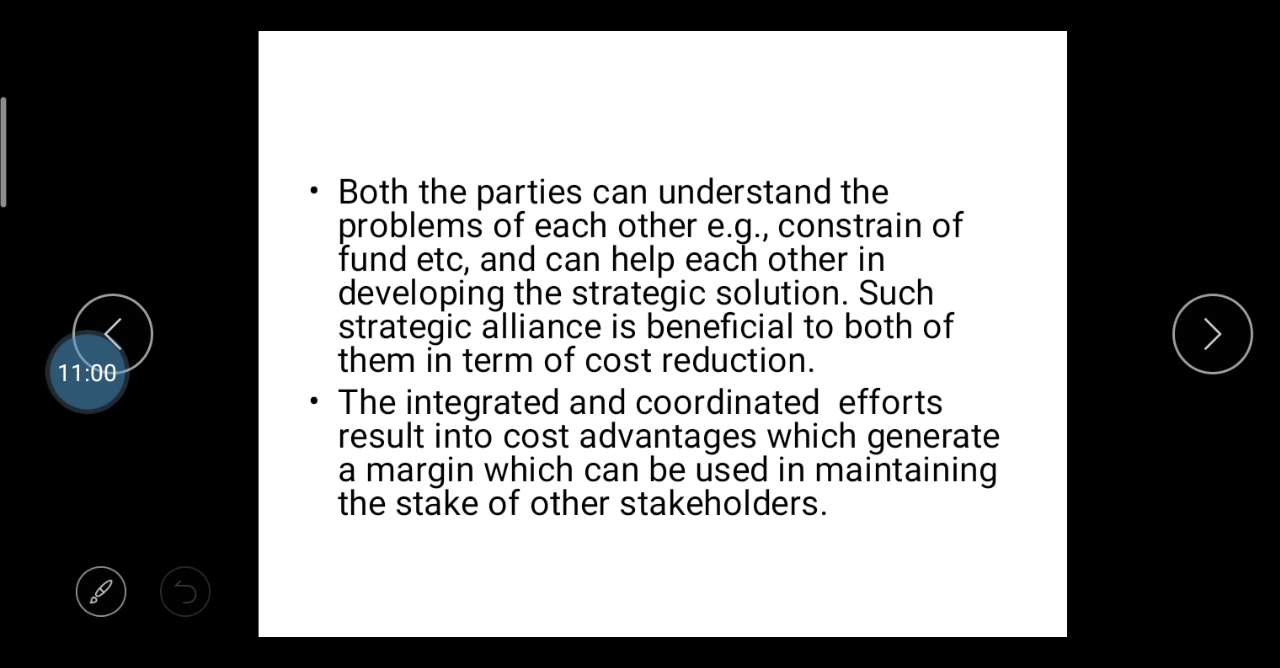 • Both the parties can understand the
problems of each other e.g., constrain of
fund etc, and can help each other in
developing the strategic solution. Such
strategic alliance is beneficial to both of
them in term of cost reduction.
• The integrated and coordinated  efforts
result into cost advantages which generate
a margin which can be used in maintaining
the stake of other stakeholders.
11:00